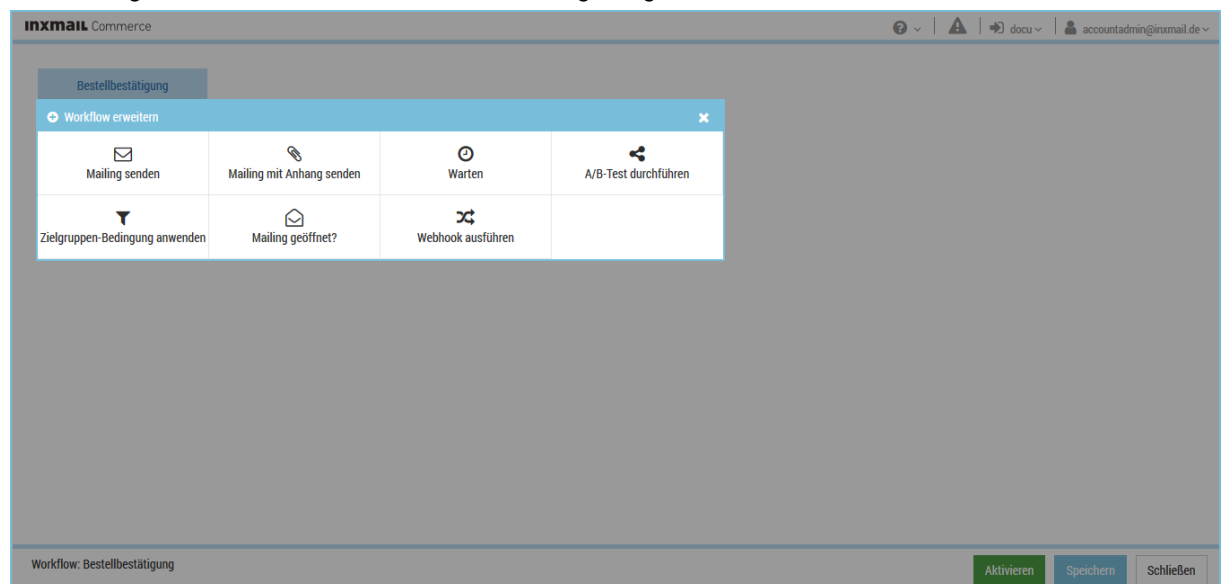 Inxmail Commerce
docu
accountadmin@inxmail.de
Bestellbestätigung
Workflow erweitern
Mailing senden
Mailing mit Anhang senden
Warten
A/B-Test durchführen
Zielgruppen-Bedingung anwenden
Mailing geöffnet?
Webhook ausführen
Workflow: Bestellbestätigung
Aktivieren
Speichern
Schließen